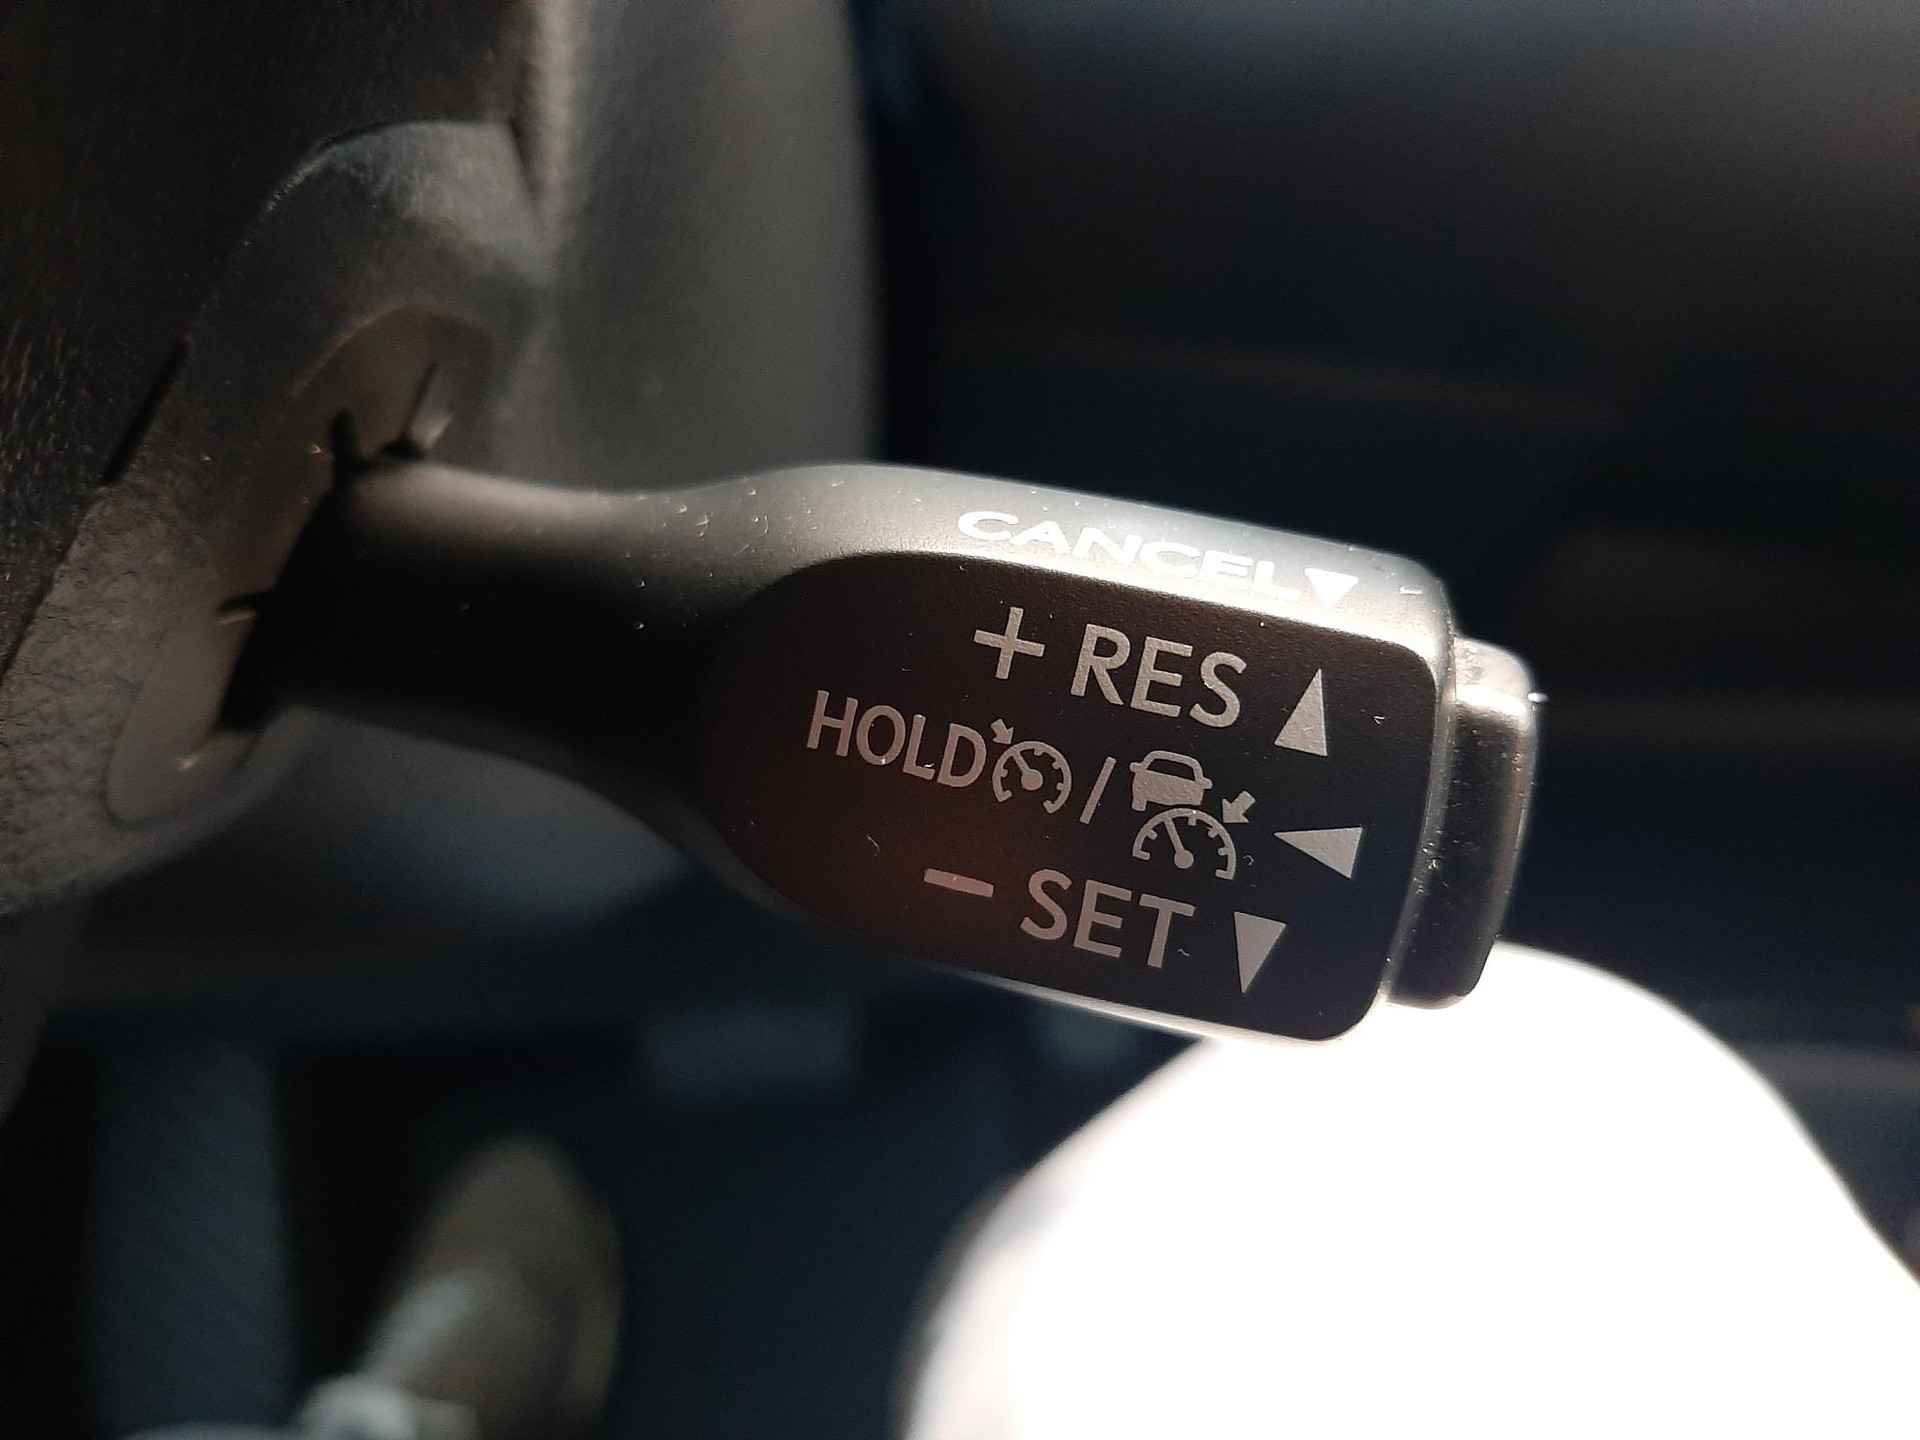 CANCEL
+ RES
HOLD /
− SET